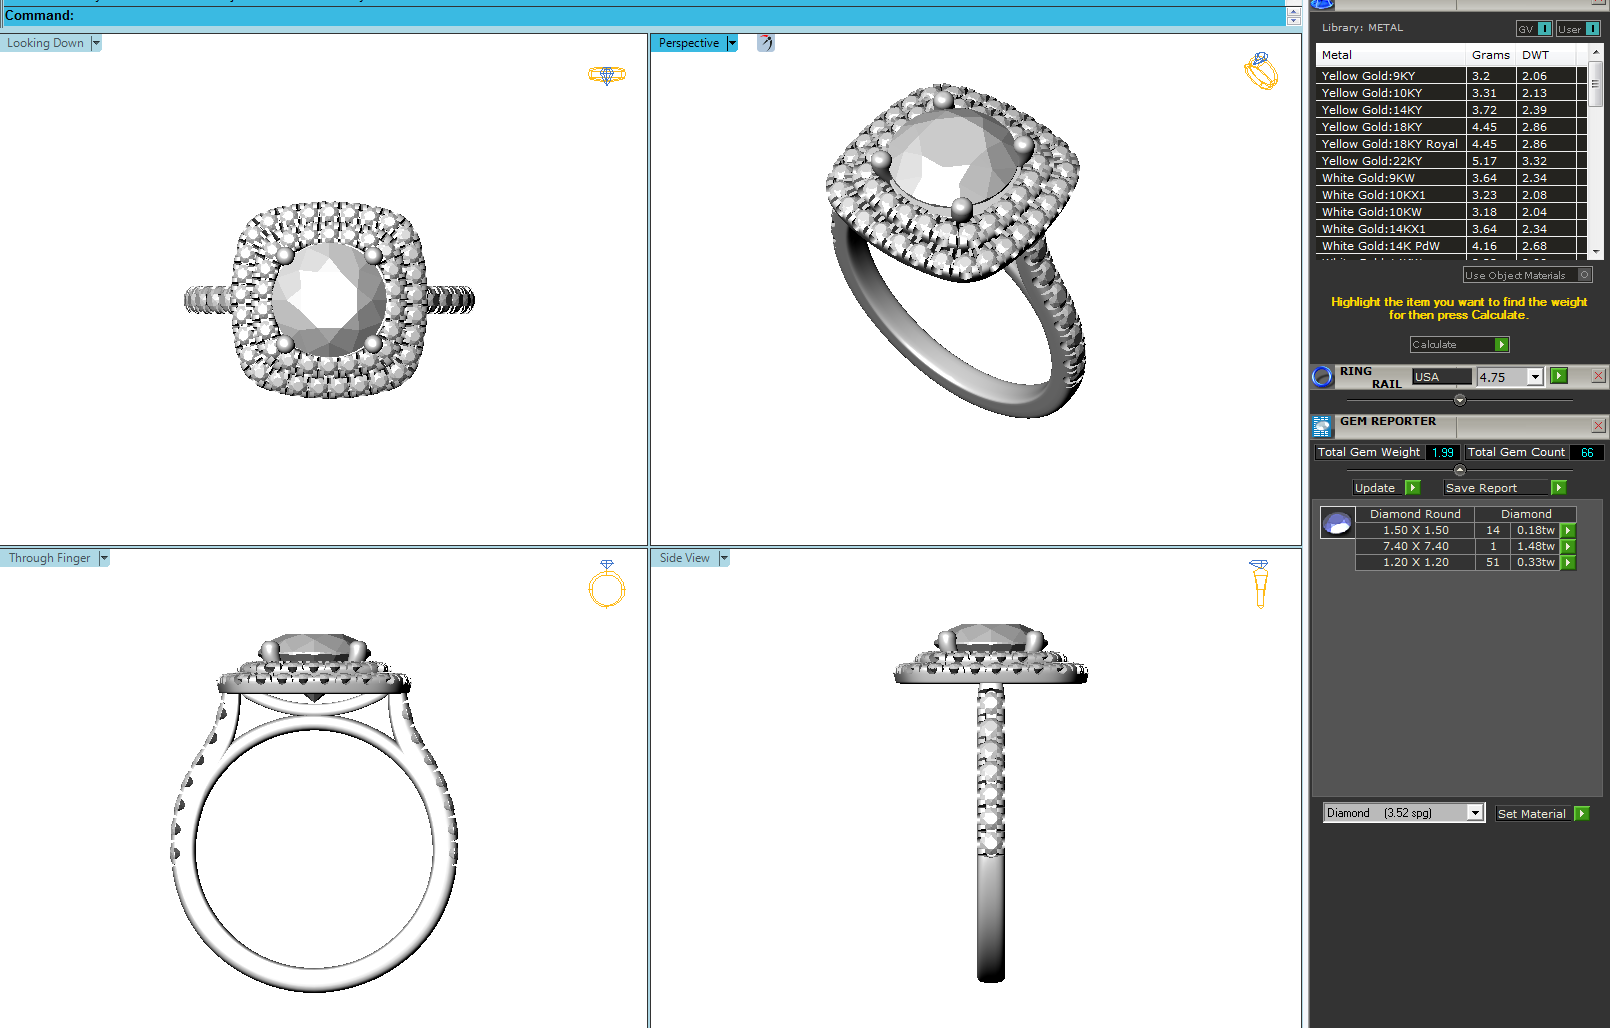 Command:
Looking Down
Perspective
Through Finger
Side View
Library: METAL
GV I
User I
Metal Grams DWT
Yellow Gold:9KY 3.2 2.06
Yellow Gold:10KY 3.31 2.13
Yellow Gold:14KY 3.72 2.39
Yellow Gold:18KY 4.45 2.86
Yellow Gold:18KY Royal 4.45 2.86
Yellow Gold:22KY 5.17 3.32
White Gold:9KW 3.64 2.34
White Gold:10KX1 3.23 2.08
White Gold:10KW 3.18 2.04
White Gold:14KX1 3.64 2.34
White Gold:14K PdW 4.16 2.68
Use Object Materials
Highlight the item you want to find the weight
for then press Calculate.
Calculate
RING
RAIL USA 4.75
GEM REPORTER
Total Gem Weight 1.99 Total Gem Count 66
Update Save Report
Diamond Round Diamond
1.50 X 1.50 14 0.18tw
7.40 X 7.40 1 1.48tw
1.20 X 1.20 51 0.33tw
Diamond (3.52 spg) Set Material